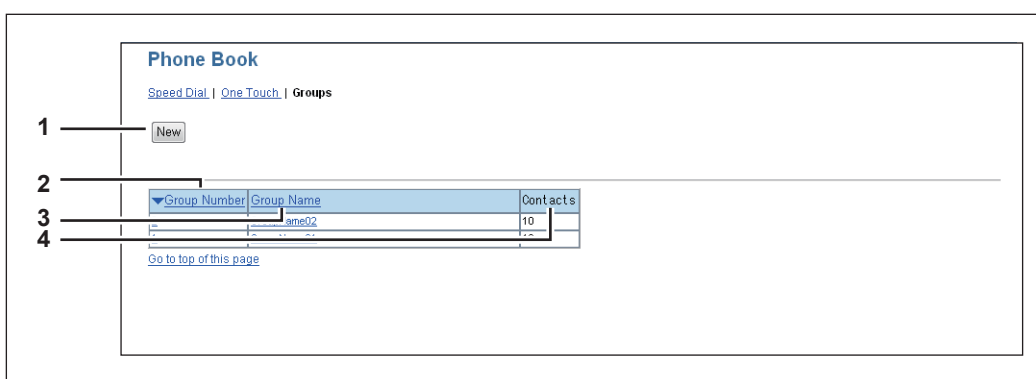 Phone Book
Speed Dial | One Touch | Groups
1
New
2
▼Group Number Group Name Contacts
3
10
4
Go to top of this page